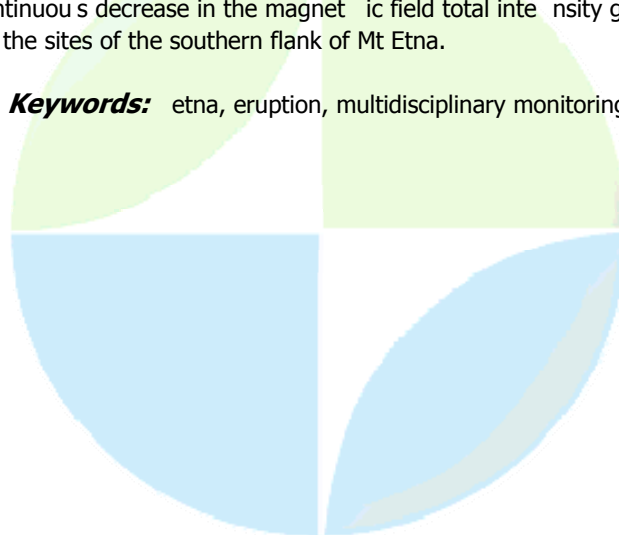 ntinuou s decrease in the magnet ic field total inte nsity g
the sites of the southern flank of Mt Etna.
Keywords: etna, eruption, multidisciplinary monitoring